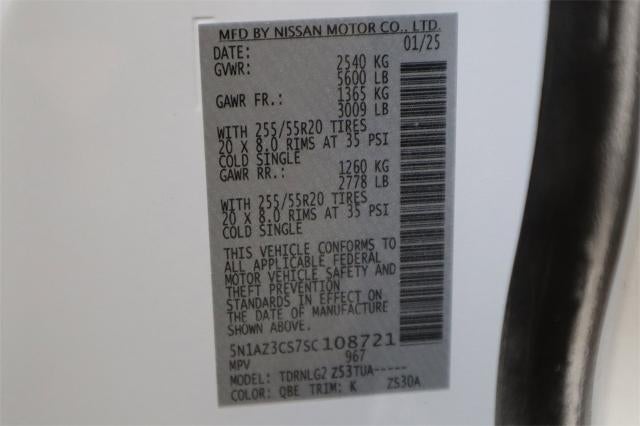 MFD BY NISSAN MOTOR CO., LTD.
DATE: 01/25
GVWR: 2540 KG
5600 LB
GAWR FR.: 1365 KG
3009 LB
WITH 255/55R20 TIRES
20 X 8.0 RIMS AT 35 PSI
COLD SINGLE
GAWR RR.: 1260 KG
2778 LB
WITH 255/55R20 TIRES
20 X 8.0 RIMS AT 35 PSI
COLD SINGLE
THIS VEHICLE CONFORMS TO
ALL APPLICABLE FEDERAL
MOTOR VEHICLE SAFETY AND
THEFT PREVENTION
STANDARDS IN EFFECT ON
THE DATE OF MANUFACTURE
SHOWN ABOVE.
5N1AZ3CS7SC108721
MPV 967
MODEL: TDRNLG2 Z53TUA-----
COLOR: QBE TRIM: K ZS30A